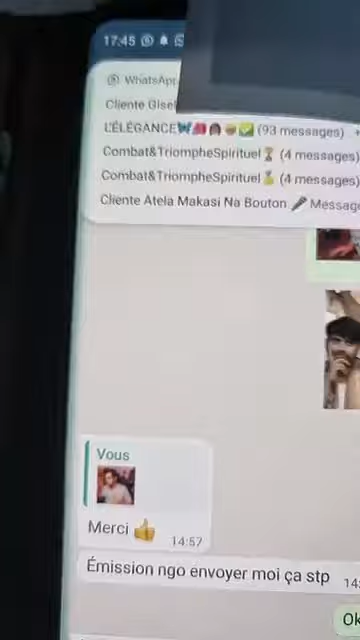 17:45
WhatsApp
Cliente Gisel
L'ÉLÉGANCE🦋💄👩🏽✅ (93 messages)
Combat&TriompheSpirituel🏅 (4 messages)
Combat&TriompheSpirituel🏅 (4 messages)
Cliente Atela Makasi Na Bouton 🎤 Message
Vous
Merci 👍
14:57
Émission ngo envoyer moi ça stp 14:
Ok